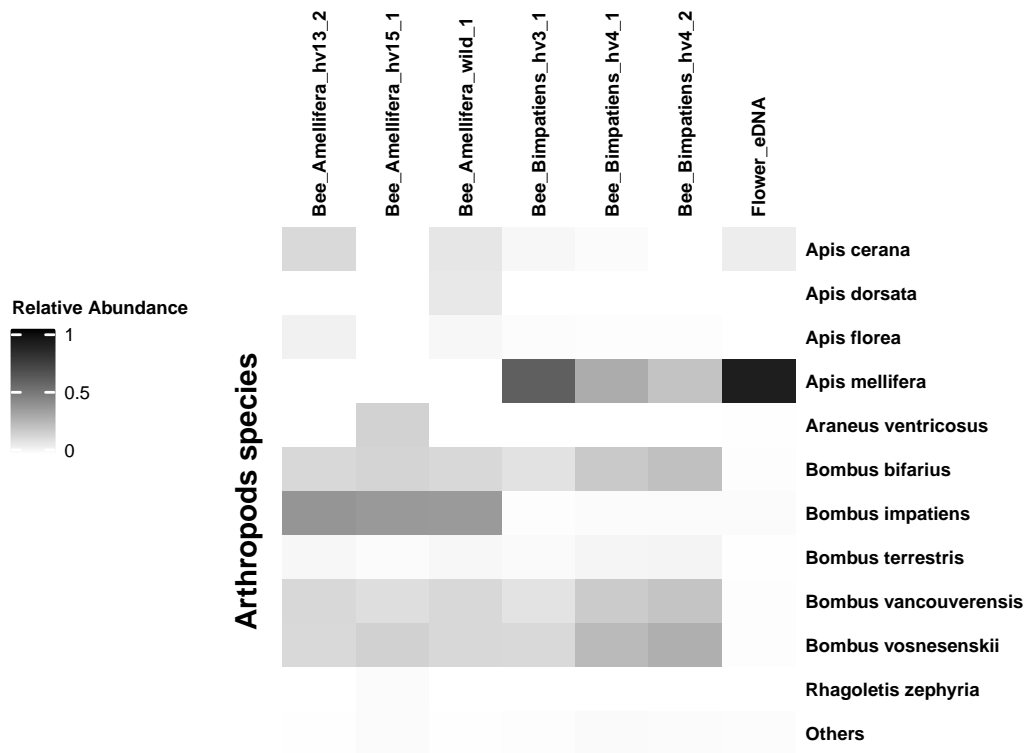 Bee_Amellifera_hv13_2
Bee_Amellifera_hv15_1
Bee_Amellifera_wild_1
Bee_Bimpatiens_hv3_1
Bee_Bimpatiens_hv4_1
Bee_Bimpatiens_hv4_2
Flower_eDNA
Relative Abundance
1
0.5
0
Arthropods species
Apis cerana
Apis dorsata
Apis florea
Apis mellifera
Araneus ventricosus
Bombus bifarius
Bombus impatiens
Bombus terrestris
Bombus vancouverensis
Bombus vosnesenskii
Rhagoletis zephyria
Others